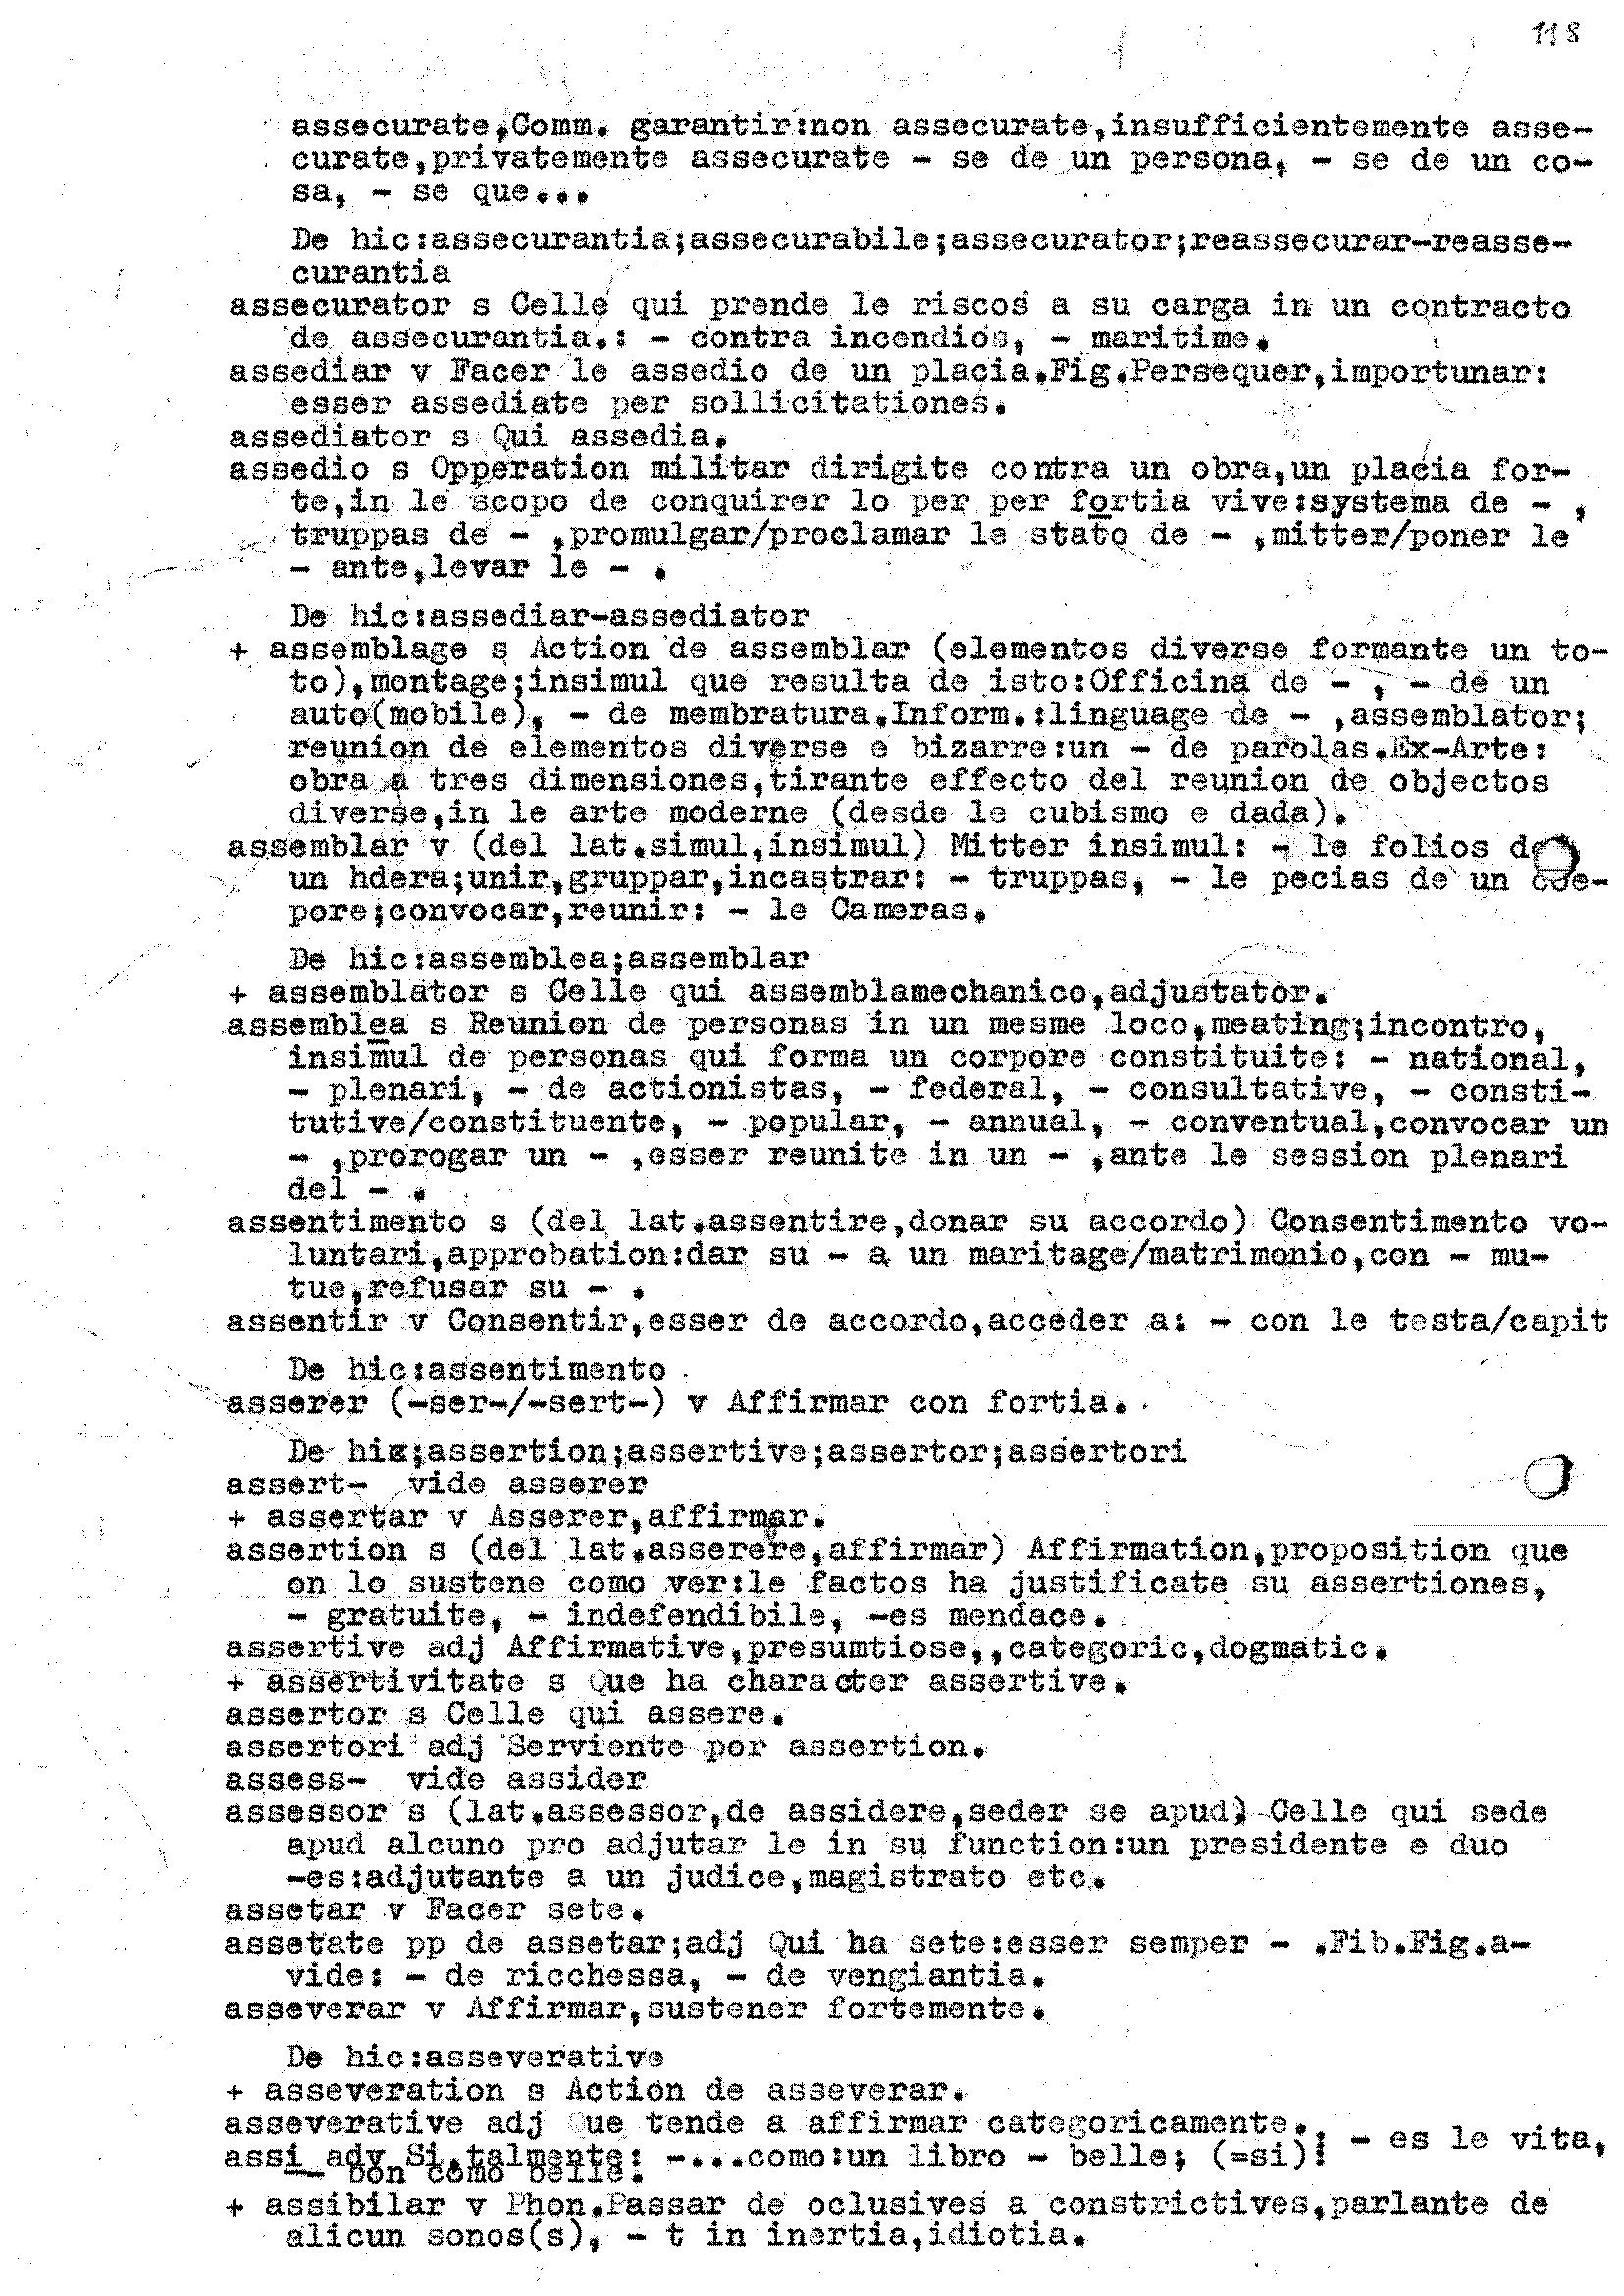 118
assecurate,Comm. garantir:non assecurate,insufficientemente asse-
curate,privatemente assecurate - se de un persona, - se de un co-
sa, - se que...
De hic:assecurantia;assecurabile;assecurator;reassecurar-reasse-
curantia
assecurator s Celle qui prende le riscos a su carga in un contracto
de assecurantia.: - contra incendios, - maritime.
assediar v Facer le assedio de un placia.Fig.Persequer,importunar:
esser assediate per sollicitationes.
assediator s Qui assedia.
assedio s Opperation militar dirigite contra un obra,un placia for-
te,in le scopo de conquirer lo per per fortia vive:systema de - ,
truppas de - ,promulgar/proclamar le stato de - ,mitter/poner le
- ante,levar le - .
De hic:assediar-assediator
+ assemblage s Action de assemblar (elementos diverse formante un to-
to),montage;insimul que resulta de isto:Officina de - , - de un
auto(mobile), - de membratura.Inform.:linguage de - ,assemblator;
reunion de elementos diverse e bizarre:un - de parolas.Ex-Arte:
obra a tres dimensiones,tirante effecto del reunion de objectos
diverse,in le arte moderne (desde le cubismo e dada).
assemblar v (del lat.simul,insimul) Mitter insimul: - le folios de
un hdera;unir,gruppar,incastrar: - truppas, - le pecias de un
pore;convocar,reunir: - le Cameras.
De hic:assemblea;assemblar
+ assemblator s Celle qui assemblamechanico,adjustator.
assemblea s Reunion de personas in un mesme loco,meating;incontro,
insimul de personas qui forma un corpore constituite: - national,
- plenari, - de actionistas, - federal, - consultative, - consti-
tutive/constituente, - popular, - annual, - conventual,convocar un
- ,prorogar un - ,esser reunite in un - ,ante le session plenari
del - .
assentimento s (del lat.assentire,donar su accordo) Consentimento vo-
luntari,approbation:dar su - a un maritage/matrimonio,con - mu-
tue,refusar su - .
assentir v Consentir,esser de accordo,acceder a: - con le testa/capit
De hic:assentimento
asserer (-ser-/-sert-) v Affirmar con fortia.
De hic;assertion;assertive;assertor;assertori
assert- vide asserer
+ assertar v Asserer,affirmar.
assertion s (del lat.asserere,affirmar) Affirmation,proposition que
on lo sustene como ver:le factos ha justificate su assertiones,
- gratuite, - indefendibile, -es mendace.
assertive adj Affirmative,presumtiose,,categoric,dogmatic.
+ assertivitate s Que ha character assertive.
assertor s Celle qui assere.
assertori adj Serviente por assertion.
assess- vide assider
assessor s (lat.assessor,de assidere,seder se apud) Celle qui sede
apud alcuno pro adjutar le in su function:un presidente e duo
-es:adjutante a un judice,magistrato etc.
assetar v Facer sete.
assetate pp de assetar;adj Qui ha sete:esser semper - .Fib.Fig.a-
vide: - de ricchessa, - de vengiantia.
asseverar v Affirmar,sustener fortemente.
De hic:asseverative
+ asseveration s Action de asseverar.
asseverative adj Que tende a affirmar categoricamente.
assi adv Si,talmente: -...como:un libro - belle; (=si): - es le vita,
- bon como belle.
+ assibilar v Phon.Passar de oclusives a constrictives,parlante de
alicun sonos(s), - t in inertia,idiotia.